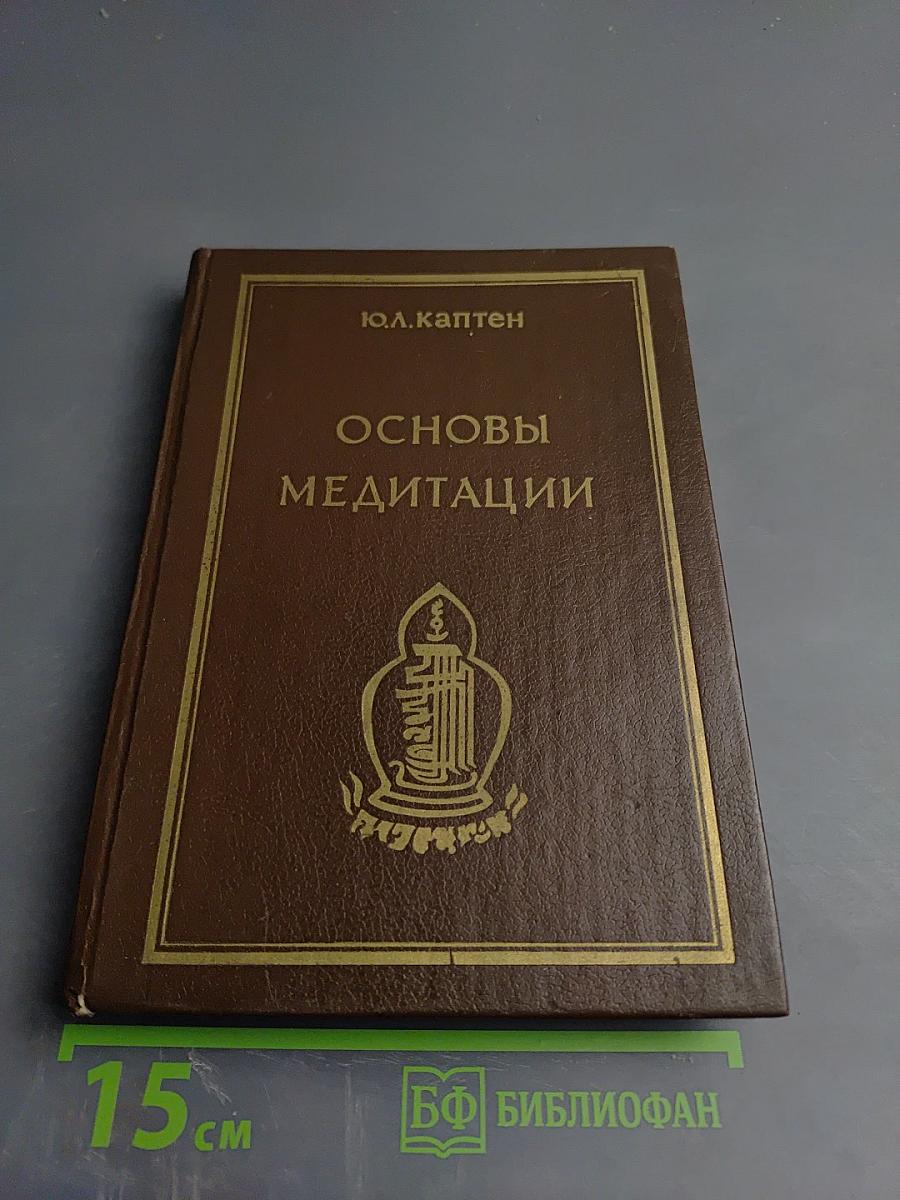 Ю.Л.Каптен
ОСНОВЫ
МЕДИТАЦИИ
15 см
БФ БИБЛИОФАН